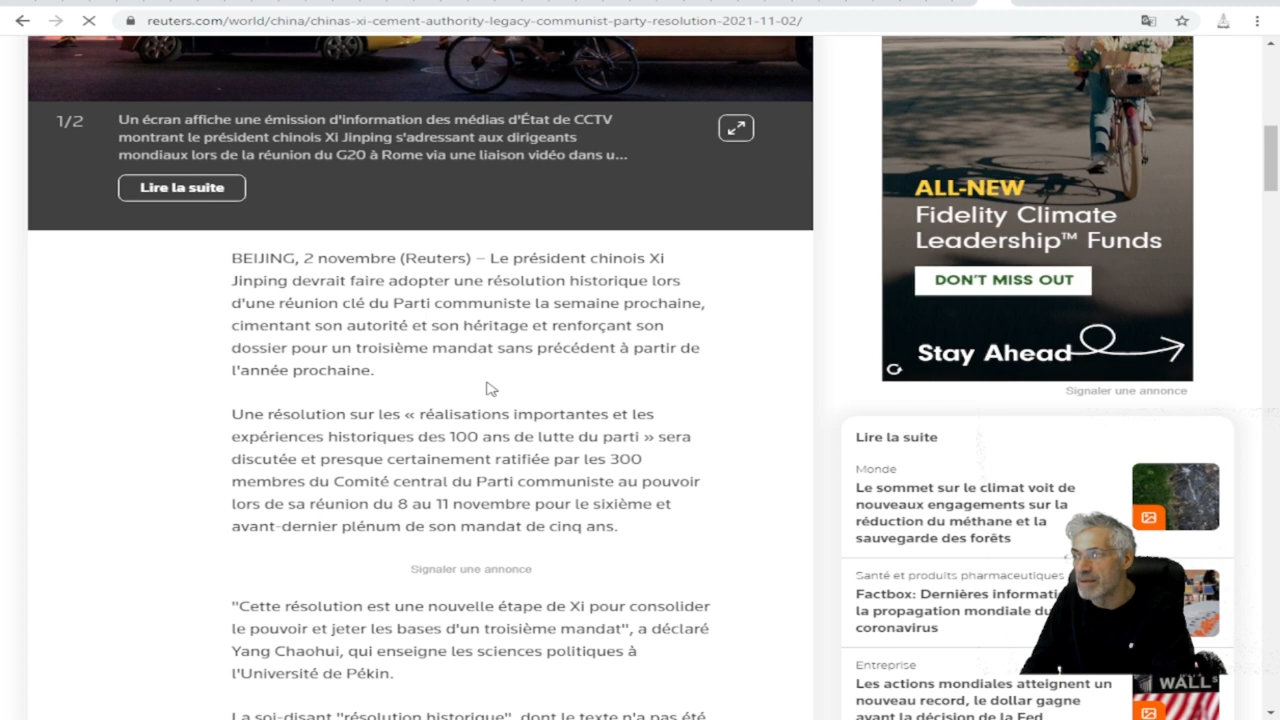 reuters.com/world/china/chinas-xi-cement-authority-legacy-communist-party-resolution-2021-11-02/
1/2
Un écran affiche une émission d'information des médias d'État de CCTV
montrant le président chinois Xi Jinping s'adressant aux dirigeants
mondiaux lors de la réunion du G20 à Rome via une liaison vidéo dans u...
Lire la suite
BEIJING, 2 novembre (Reuters) – Le président chinois Xi
Jinping devrait faire adopter une résolution historique lors
d'une réunion clé du Parti communiste la semaine prochaine,
cimentant son autorité et son héritage et renforçant son
dossier pour un troisième mandat sans précédent à partir de
l'année prochaine.
Une résolution sur les « réalisations importantes et les
expériences historiques des 100 ans de lutte du parti » sera
discutée et presque certainement ratifiée par les 300
membres du Comité central du Parti communiste au pouvoir
lors de sa réunion du 8 au 11 novembre pour le sixième et
avant-dernier plénum de son mandat de cinq ans.
Signaler une annonce
"Cette résolution est une nouvelle étape de Xi pour consolider
le pouvoir et jeter les bases d'un troisième mandat", a déclaré
Yang Chaohui, qui enseigne les sciences politiques à
l'Université de Pékin.
La soi-disant "résolution historique", dont le texte n'a pas été
ALL-NEW
Fidelity Climate
Leadership™ Funds
DON'T MISS OUT
Stay Ahead
Signaler une annonce
Lire la suite
Monde
Le sommet sur le climat voit de
nouveaux engagements sur la
réduction du méthane et la
sauvegarde des forêts
Santé et produits pharmaceutiques
Factbox: Dernières
la propagation mondiale du
coronavirus
Entreprise
Les actions mondiales atteignent un
nouveau record, le dollar gagne
avant la décision de la Fed
WALL